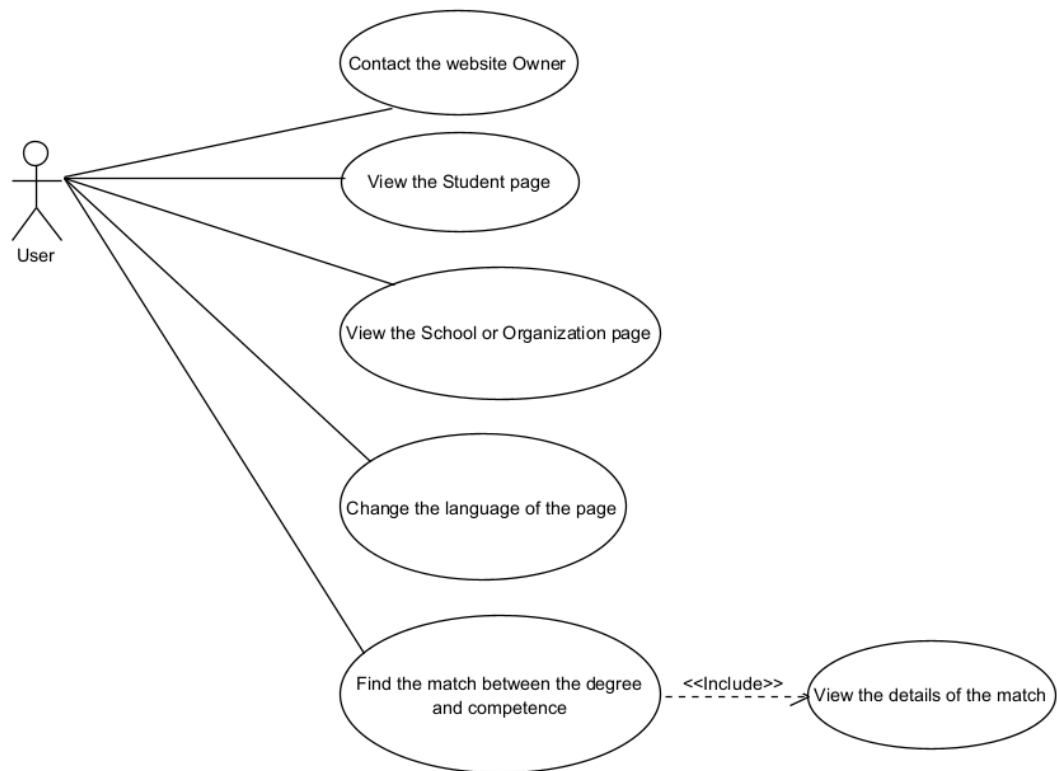 Contact the website Owner
View the Student page
User
View the School or Organization page
Change the language of the page
Find the match between the degree
and competence
<<Include>>
View the details of the match